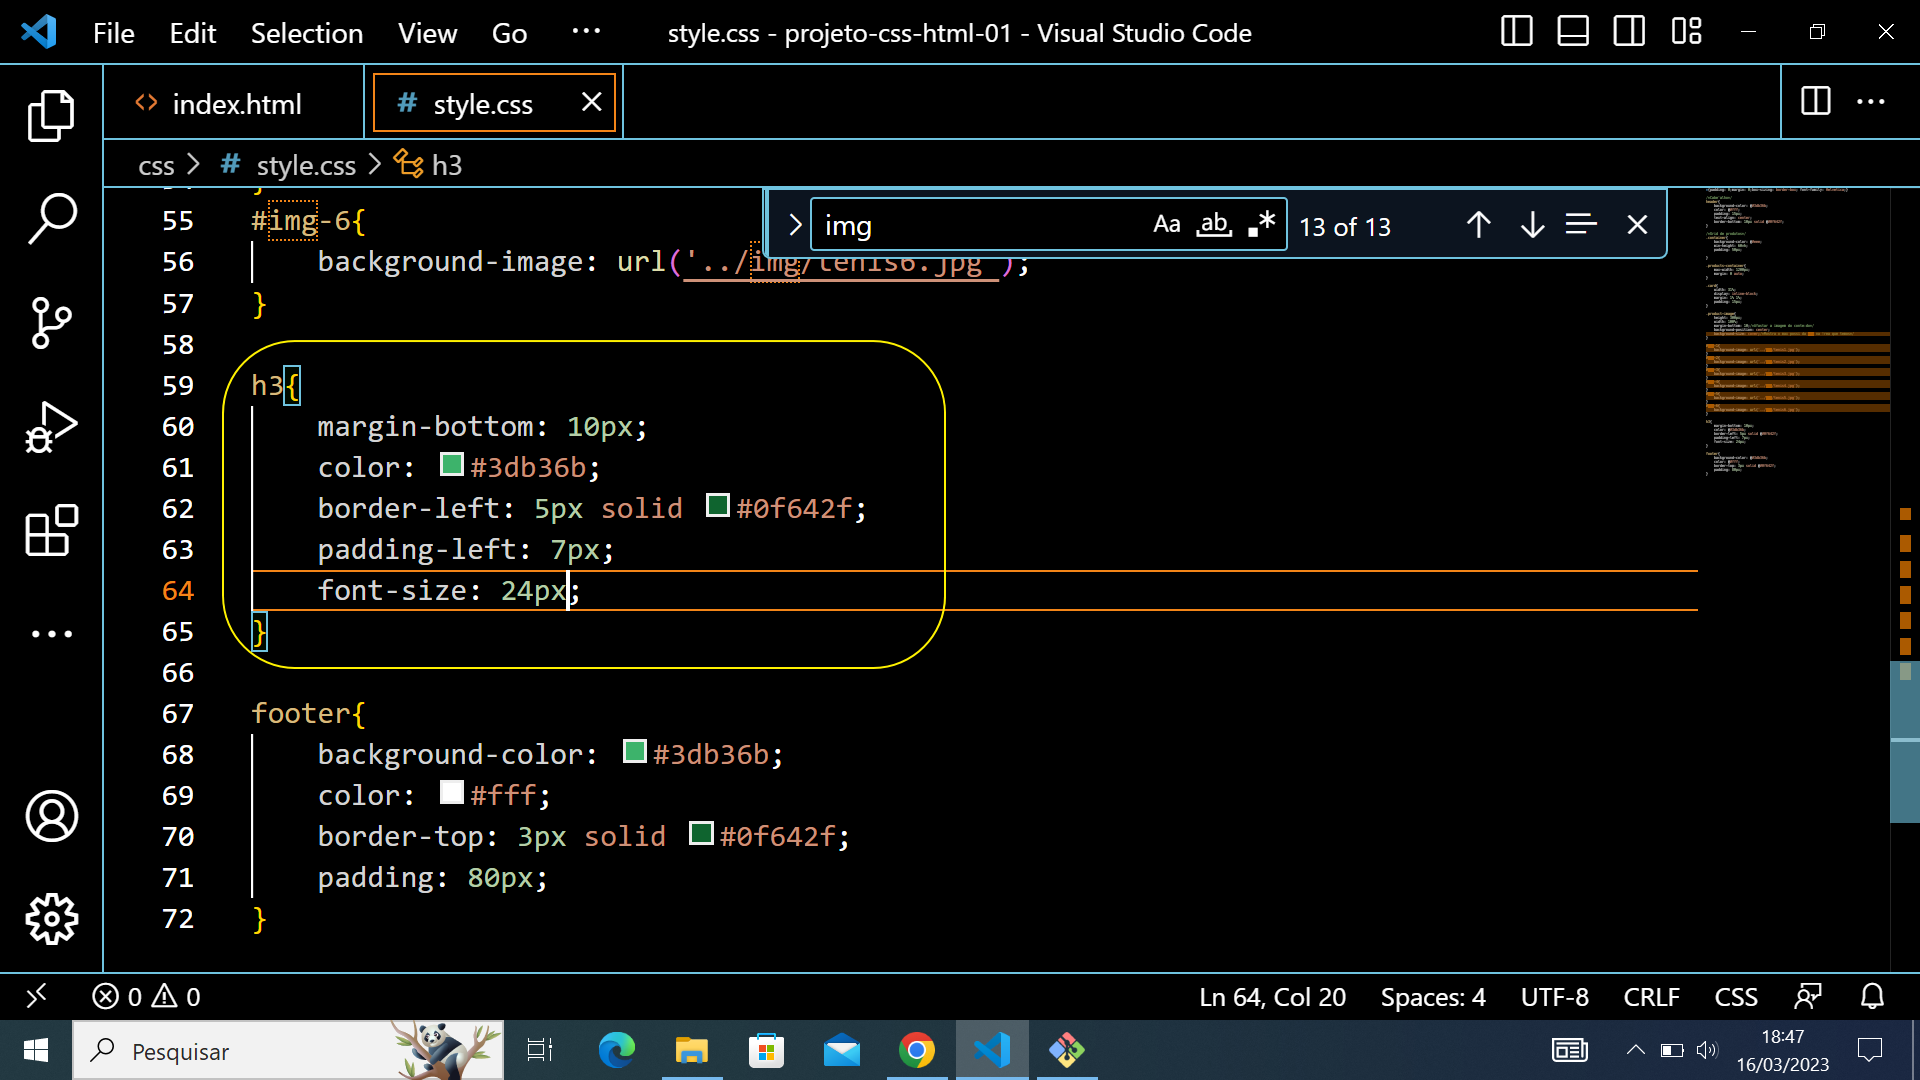 File Edit Selection View Go ··· style.css - projeto-css-html-01 - Visual Studio Code
index.html # style.css
css > # style.css > h3
img Aa ab 13 of 13
55 #img-6{
56 background-image: url('../img/tenis6.jpg');
57 }
58
59 h3{
60 margin-bottom: 10px;
61 color: #3db36b;
62 border-left: 5px solid #0f642f;
63 padding-left: 7px;
64 font-size: 24px;
65 }
66
67 footer{
68 background-color: #3db36b;
69 color: #fff;
70 border-top: 3px solid #0f642f;
71 padding: 80px;
72 }
0 0 Ln 64, Col 20 Spaces: 4 UTF-8 CRLF CSS
Pesquisar
18:47
16/03/2023